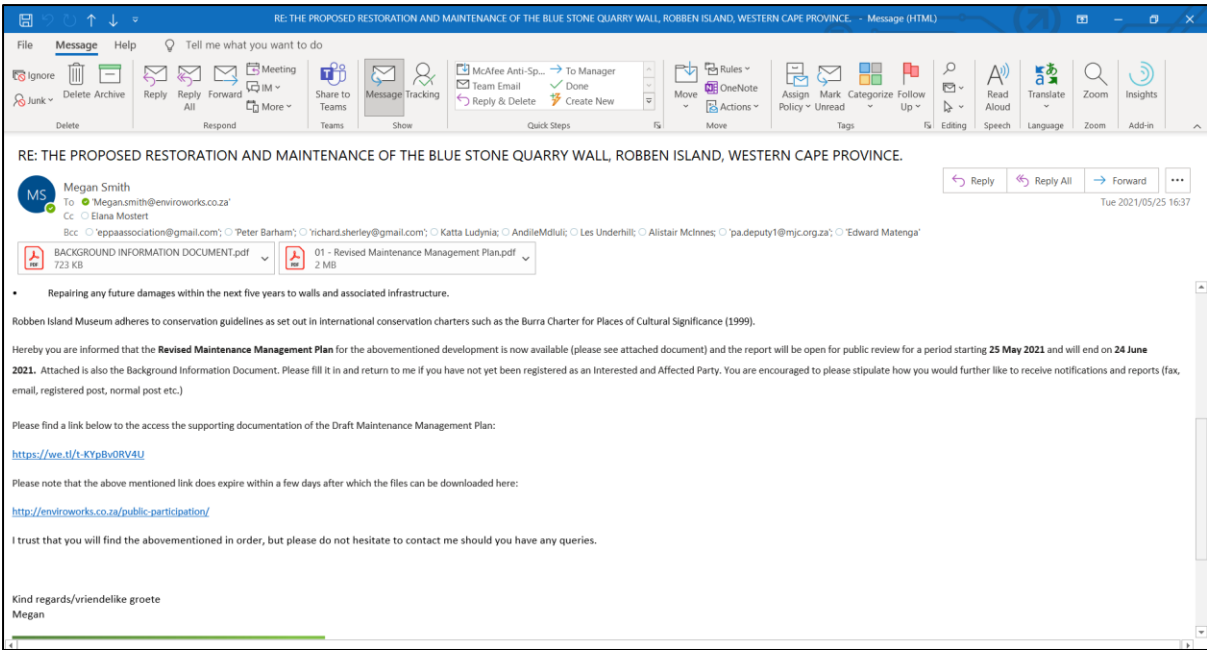 RE: THE PROPOSED RESTORATION AND MAINTENANCE OF THE BLUE STONE QUARRY WALL, ROBBEN ISLAND, WESTERN CAPE PROVINCE. - Message (HTML)
File Message Help Tell me what you want to do
Ignore
Junk
Delete Archive
Delete
Reply Reply All Forward
Meeting
IM
More
Respond
Share to Teams
Teams
Message Tracking
Show
McAfee Anti-Sp... To Manager
Team Email Done
Reply & Delete Create New
Quick Steps
Move
Rules
OneNote
Actions
Move
Assign Policy Mark Unread Categorize Follow Up
Tags
Editing
Read Aloud
Speech
Translate
Language
Zoom
Zoom
Insights
Add-in
RE: THE PROPOSED RESTORATION AND MAINTENANCE OF THE BLUE STONE QUARRY WALL, ROBBEN ISLAND, WESTERN CAPE PROVINCE.
MS
Megan Smith
To 'Megan.smith@enviroworks.co.za'
Cc Elana Mostert
Bcc 'eppaassociation@gmail.com'; 'Peter Barham'; 'richard.sherley@gmail.com'; Katta Ludynia; AndileMdluli; Les Underhill; Alistair McInnes; 'pa.deputy1@mjc.org.za'; 'Edward Matenga'
Reply Reply All Forward ...
Tue 2021/05/25 16:37
PDF
BACKGROUND INFORMATION DOCUMENT.pdf
723 KB
PDF
01 - Revised Maintenance Management Plan.pdf
2 MB
• Repairing any future damages within the next five years to walls and associated infrastructure.
Robben Island Museum adheres to conservation guidelines as set out in international conservation charters such as the Burra Charter for Places of Cultural Significance (1999).
Hereby you are informed that the Revised Maintenance Management Plan for the abovementioned development is now available (please see attached document) and the report will be open for public review for a period starting 25 May 2021 and will end on 24 June
2021. Attached is also the Background Information Document. Please fill it in and return to me if you have not yet been registered as an Interested and Affected Party. You are encouraged to please stipulate how you would further like to receive notifications and reports (fax,
email, registered post, normal post etc.)
Please find a link below to the access the supporting documentation of the Draft Maintenance Management Plan:
https://we.tl/t-KYpBv0RV4U
Please note that the above mentioned link does expire within a few days after which the files can be downloaded here:
http://enviroworks.co.za/public-participation/
I trust that you will find the abovementioned in order, but please do not hesitate to contact me should you have any queries.
Kind regards/vriendelike groete
Megan